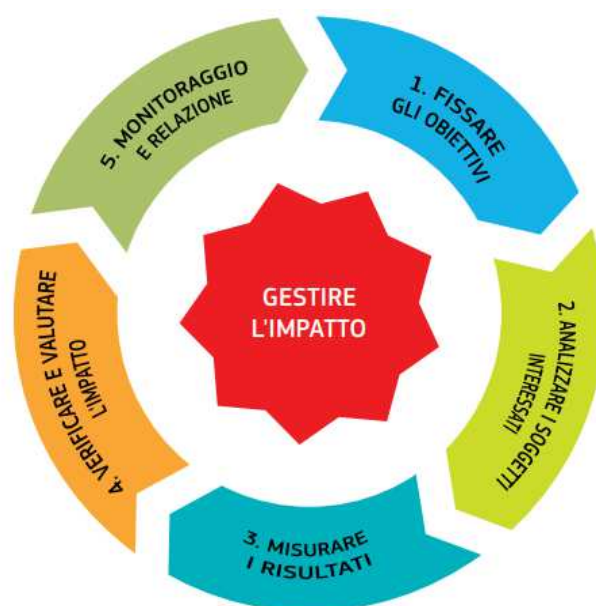 1. FISSARE
GLI OBIETTIVI
2. ANALIZZARE I SOGGETTI
INTERESSATI
3. MISURARE
I RISULTATI
4. VERIFICARE E VALUTARE
L'IMPATTO
5. MONITORAGGIO
E RELAZIONE
GESTIRE
L'IMPATTO